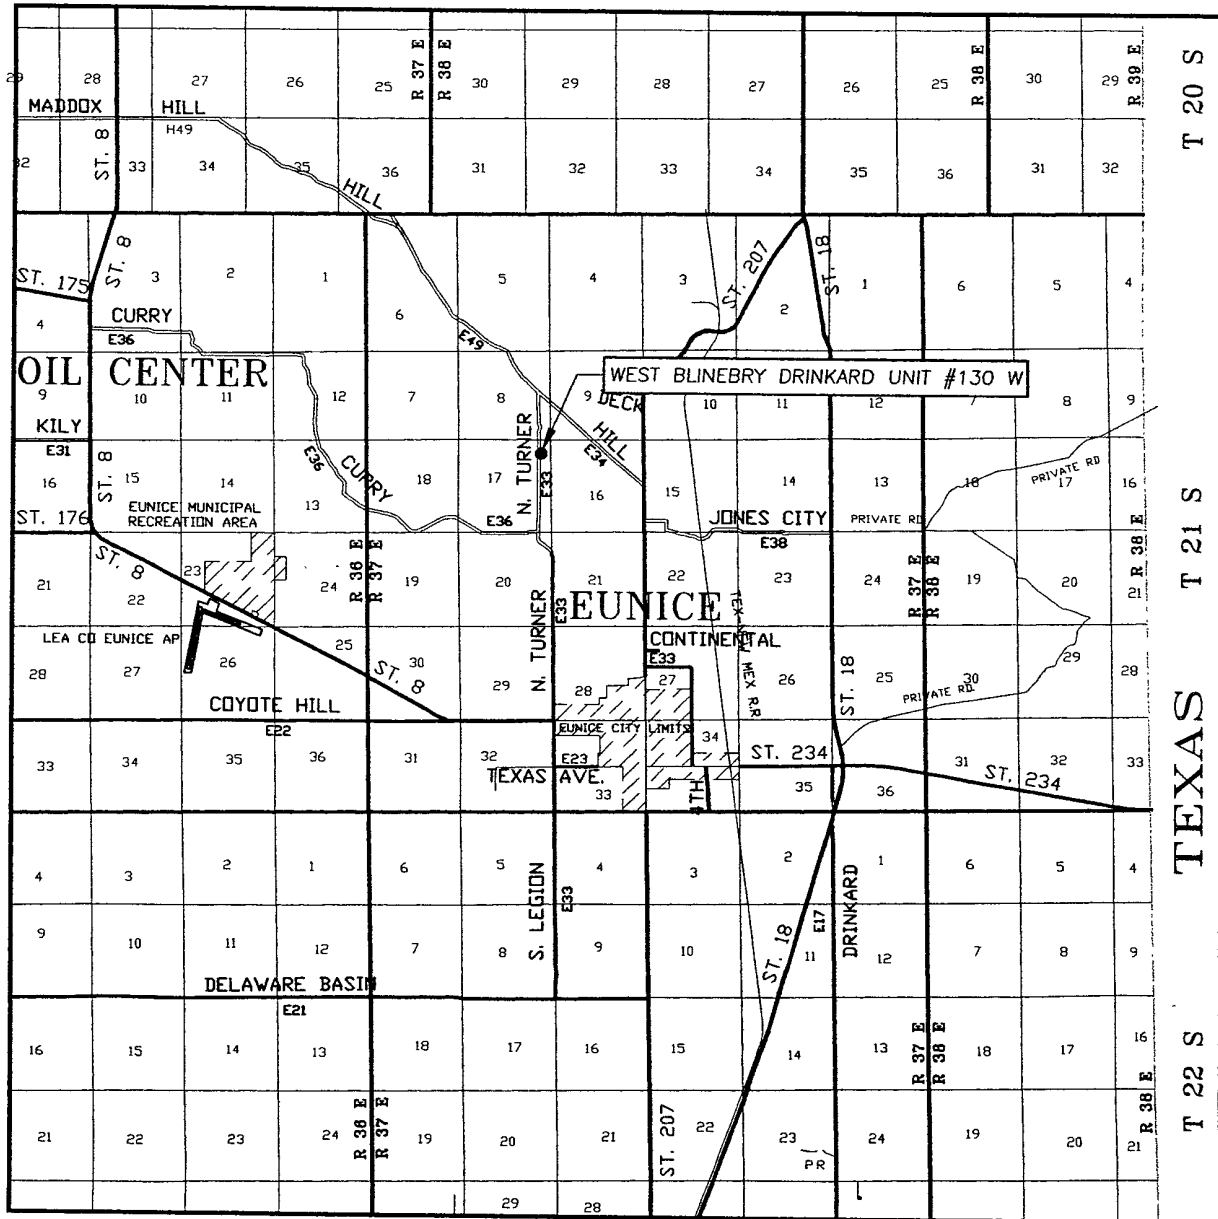 R 37 E
R 38 E
R 38 E
R 39 E
T 20 S
29 28 27 26 25 30 29 28 27 26 25 30 29
MADDOX HILL
H49
ST. 8
33 34 35 36 31 32 33 34 35 36 31 32
HILL
ST. 8
ST. 207
ST. 18
ST. 175
3 2 1 6 5 4 3 2 1 6 5 4
4
CURRY
E36
E49
OIL CENTER
WEST BLINEBRY DRINKARD UNIT #130 W
9 10 11 12 7 8 9 10 11 12 7 8 9
DECK
KILY
E31
N. TURNER
HILL
E34
E36
CURRY
E33
ST. 8
PRIVATE RD
16 15 14 13 18 17 16 15 14 13 18 17 16
EUNICE MUNICIPAL
RECREATION AREA
ST. 176
E36
JONES CITY
E38
PRIVATE RD
T 21 S
ST. 8
R 36 E
R 37 E
R 37 E
R 38 E
R 38 E
21 22 23 24 19 20 21 22 23 24 19 20 21
EUNICE
E33
N. TURNER
TEX-NEW MEX R.R
CONTINENTAL
E33
LEA CO EUNICE AP
28 27 26 25 30 29 28 27 26 25 30 29 28
ST. 8
ST. 18
PRIVATE RD.
COYOTE HILL
E22
TEXAS
EUNICE CITY LIMITS
33 34 35 36 31 32 33 34 35 36 31 32 33
E23
TEXAS AVE.
4TH
ST. 234
ST. 234
4 3 2 1 6 5 4 3 2 1 6 5 4
S. LEGION
E33
E17
DRINKARD
9 10 11 12 7 8 9 10 11 12 7 8 9
ST. 18
DELAWARE BASIN
E21
16 15 14 13 18 17 16 15 14 13 18 17 16
R 37 E
R 38 E
T 22 S
R 36 E
R 37 E
R 38 E
21 22 23 24 19 20 21 22 23 24 19 20 21
ST. 207
PR
29 28